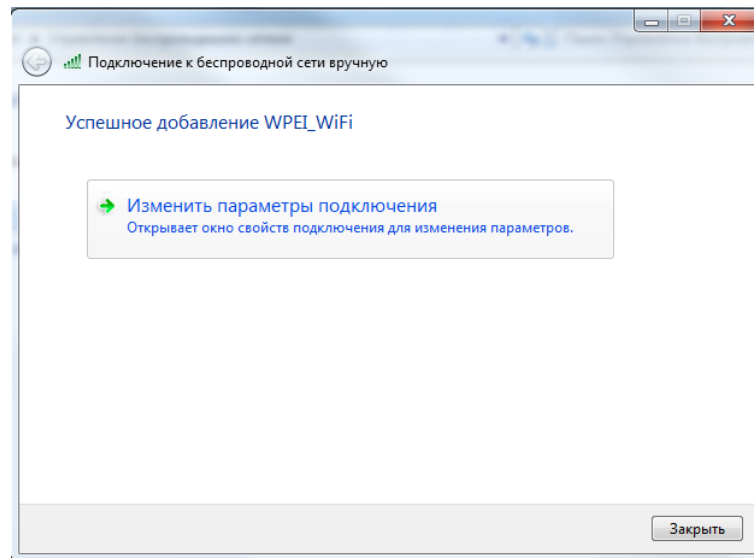 Подключение к беспроводной сети вручную
Успешное добавление WPEI_WiFi
Изменить параметры подключения
Открывает окно свойств подключения для изменения параметров.
Закрыть